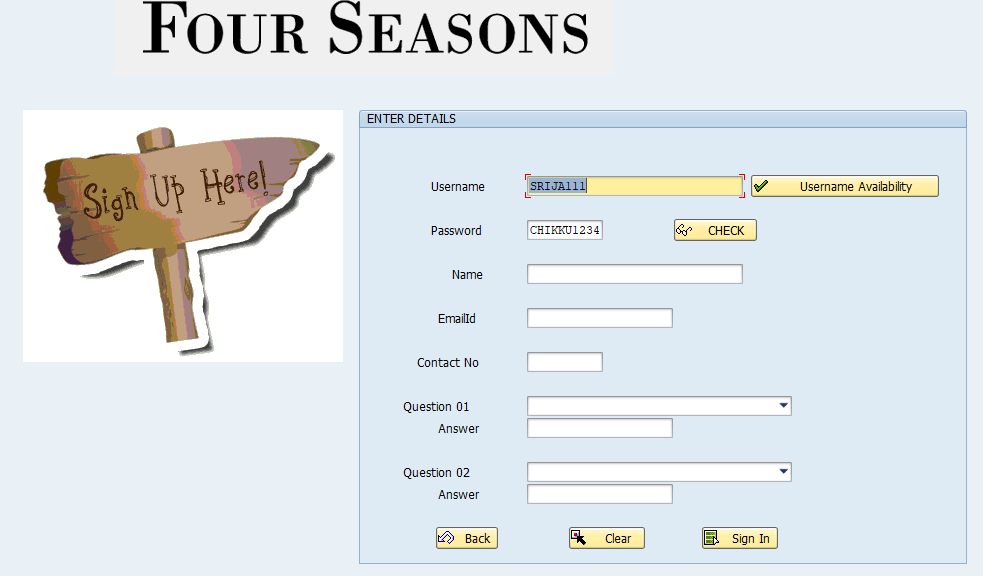 FOUR SEASONS
Sign Up Here!
ENTER DETAILS
Username SRIJA111 Username Availability
Password CHIKKU1234 CHECK
Name
EmailId
Contact No
Question 01
Answer
Question 02
Answer
Back Clear Sign In